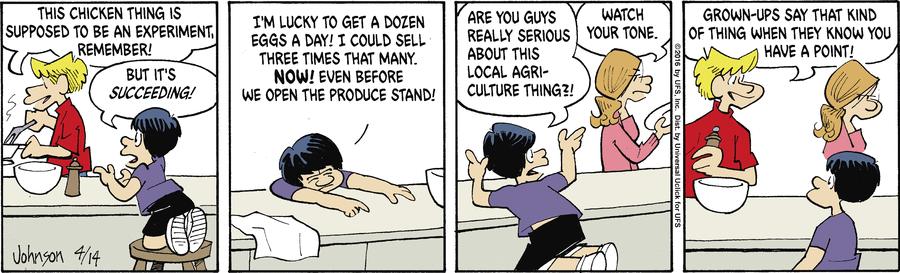 THIS CHICKEN THING IS
SUPPOSED TO BE AN EXPERIMENT,
REMEMBER!
BUT IT'S
SUCCEEDING!
Johnson 4/14
I'M LUCKY TO GET A DOZEN
EGGS A DAY! I COULD SELL
THREE TIMES THAT MANY.
NOW! EVEN BEFORE
WE OPEN THE PRODUCE STAND!
ARE YOU GUYS
REALLY SERIOUS
ABOUT THIS
LOCAL AGRI-
CULTURE THING?!
WATCH
YOUR TONE.
©2016 by UFS, Inc. Dist. by Universal Uclick for UFS
GROWN-UPS SAY THAT KIND
OF THING WHEN THEY KNOW YOU
HAVE A POINT!